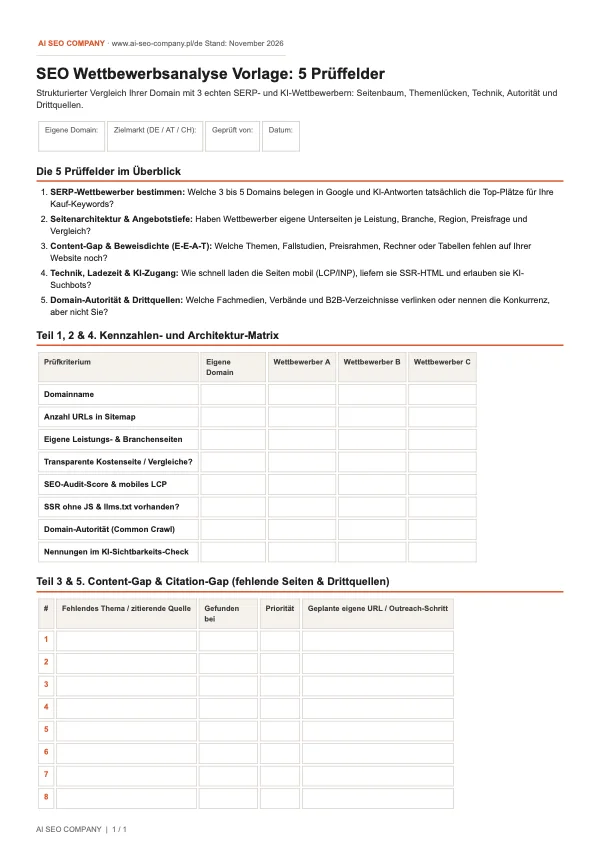 AI SEO COMPANY · www.ai-seo-company.pl/de Stand: November 2026
SEO Wettbewerbsanalyse Vorlage: 5 Prüffelder
Strukturierter Vergleich Ihrer Domain mit 3 echten SERP- und KI-Wettbewerbern: Seitenbaum, Themenlücken, Technik, Autorität und
Drittquellen.
Eigene Domain: Zielmarkt (DE / AT / CH): Geprüft von: Datum:
Die 5 Prüffelder im Überblick
1. SERP-Wettbewerber bestimmen: Welche 3 bis 5 Domains belegen in Google und KI-Antworten tatsächlich die Top-Plätze für Ihre
Kauf-Keywords?
2. Seitenarchitektur & Angebotstiefe: Haben Wettbewerber eigene Unterseiten je Leistung, Branche, Region, Preisfrage und
Vergleich?
3. Content-Gap & Beweisdichte (E-E-A-T): Welche Themen, Fallstudien, Preisrahmen, Rechner oder Tabellen fehlen auf Ihrer
Website noch?
4. Technik, Ladezeit & KI-Zugang: Wie schnell laden die Seiten mobil (LCP/INP), liefern sie SSR-HTML und erlauben sie KI-
Suchbots?
5. Domain-Autorität & Drittquellen: Welche Fachmedien, Verbände und B2B-Verzeichnisse verlinken oder nennen die Konkurrenz,
aber nicht Sie?
Teil 1, 2 & 4. Kennzahlen- und Architektur-Matrix
Prüfkriterium Eigene Domain Wettbewerber A Wettbewerber B Wettbewerber C
Domainname
Anzahl URLs in Sitemap
Eigene Leistungs- & Branchenseiten
Transparente Kostenseite / Vergleiche?
SEO-Audit-Score & mobiles LCP
SSR ohne JS & llms.txt vorhanden?
Domain-Autorität (Common Crawl)
Nennungen im KI-Sichtbarkeits-Check
Teil 3 & 5. Content-Gap & Citation-Gap (fehlende Seiten & Drittquellen)
# Fehlendes Thema / zitierende Quelle Gefunden bei Priorität Geplante eigene URL / Outreach-Schritt
1
2
3
4
5
6
7
8
AI SEO COMPANY | 1 / 1